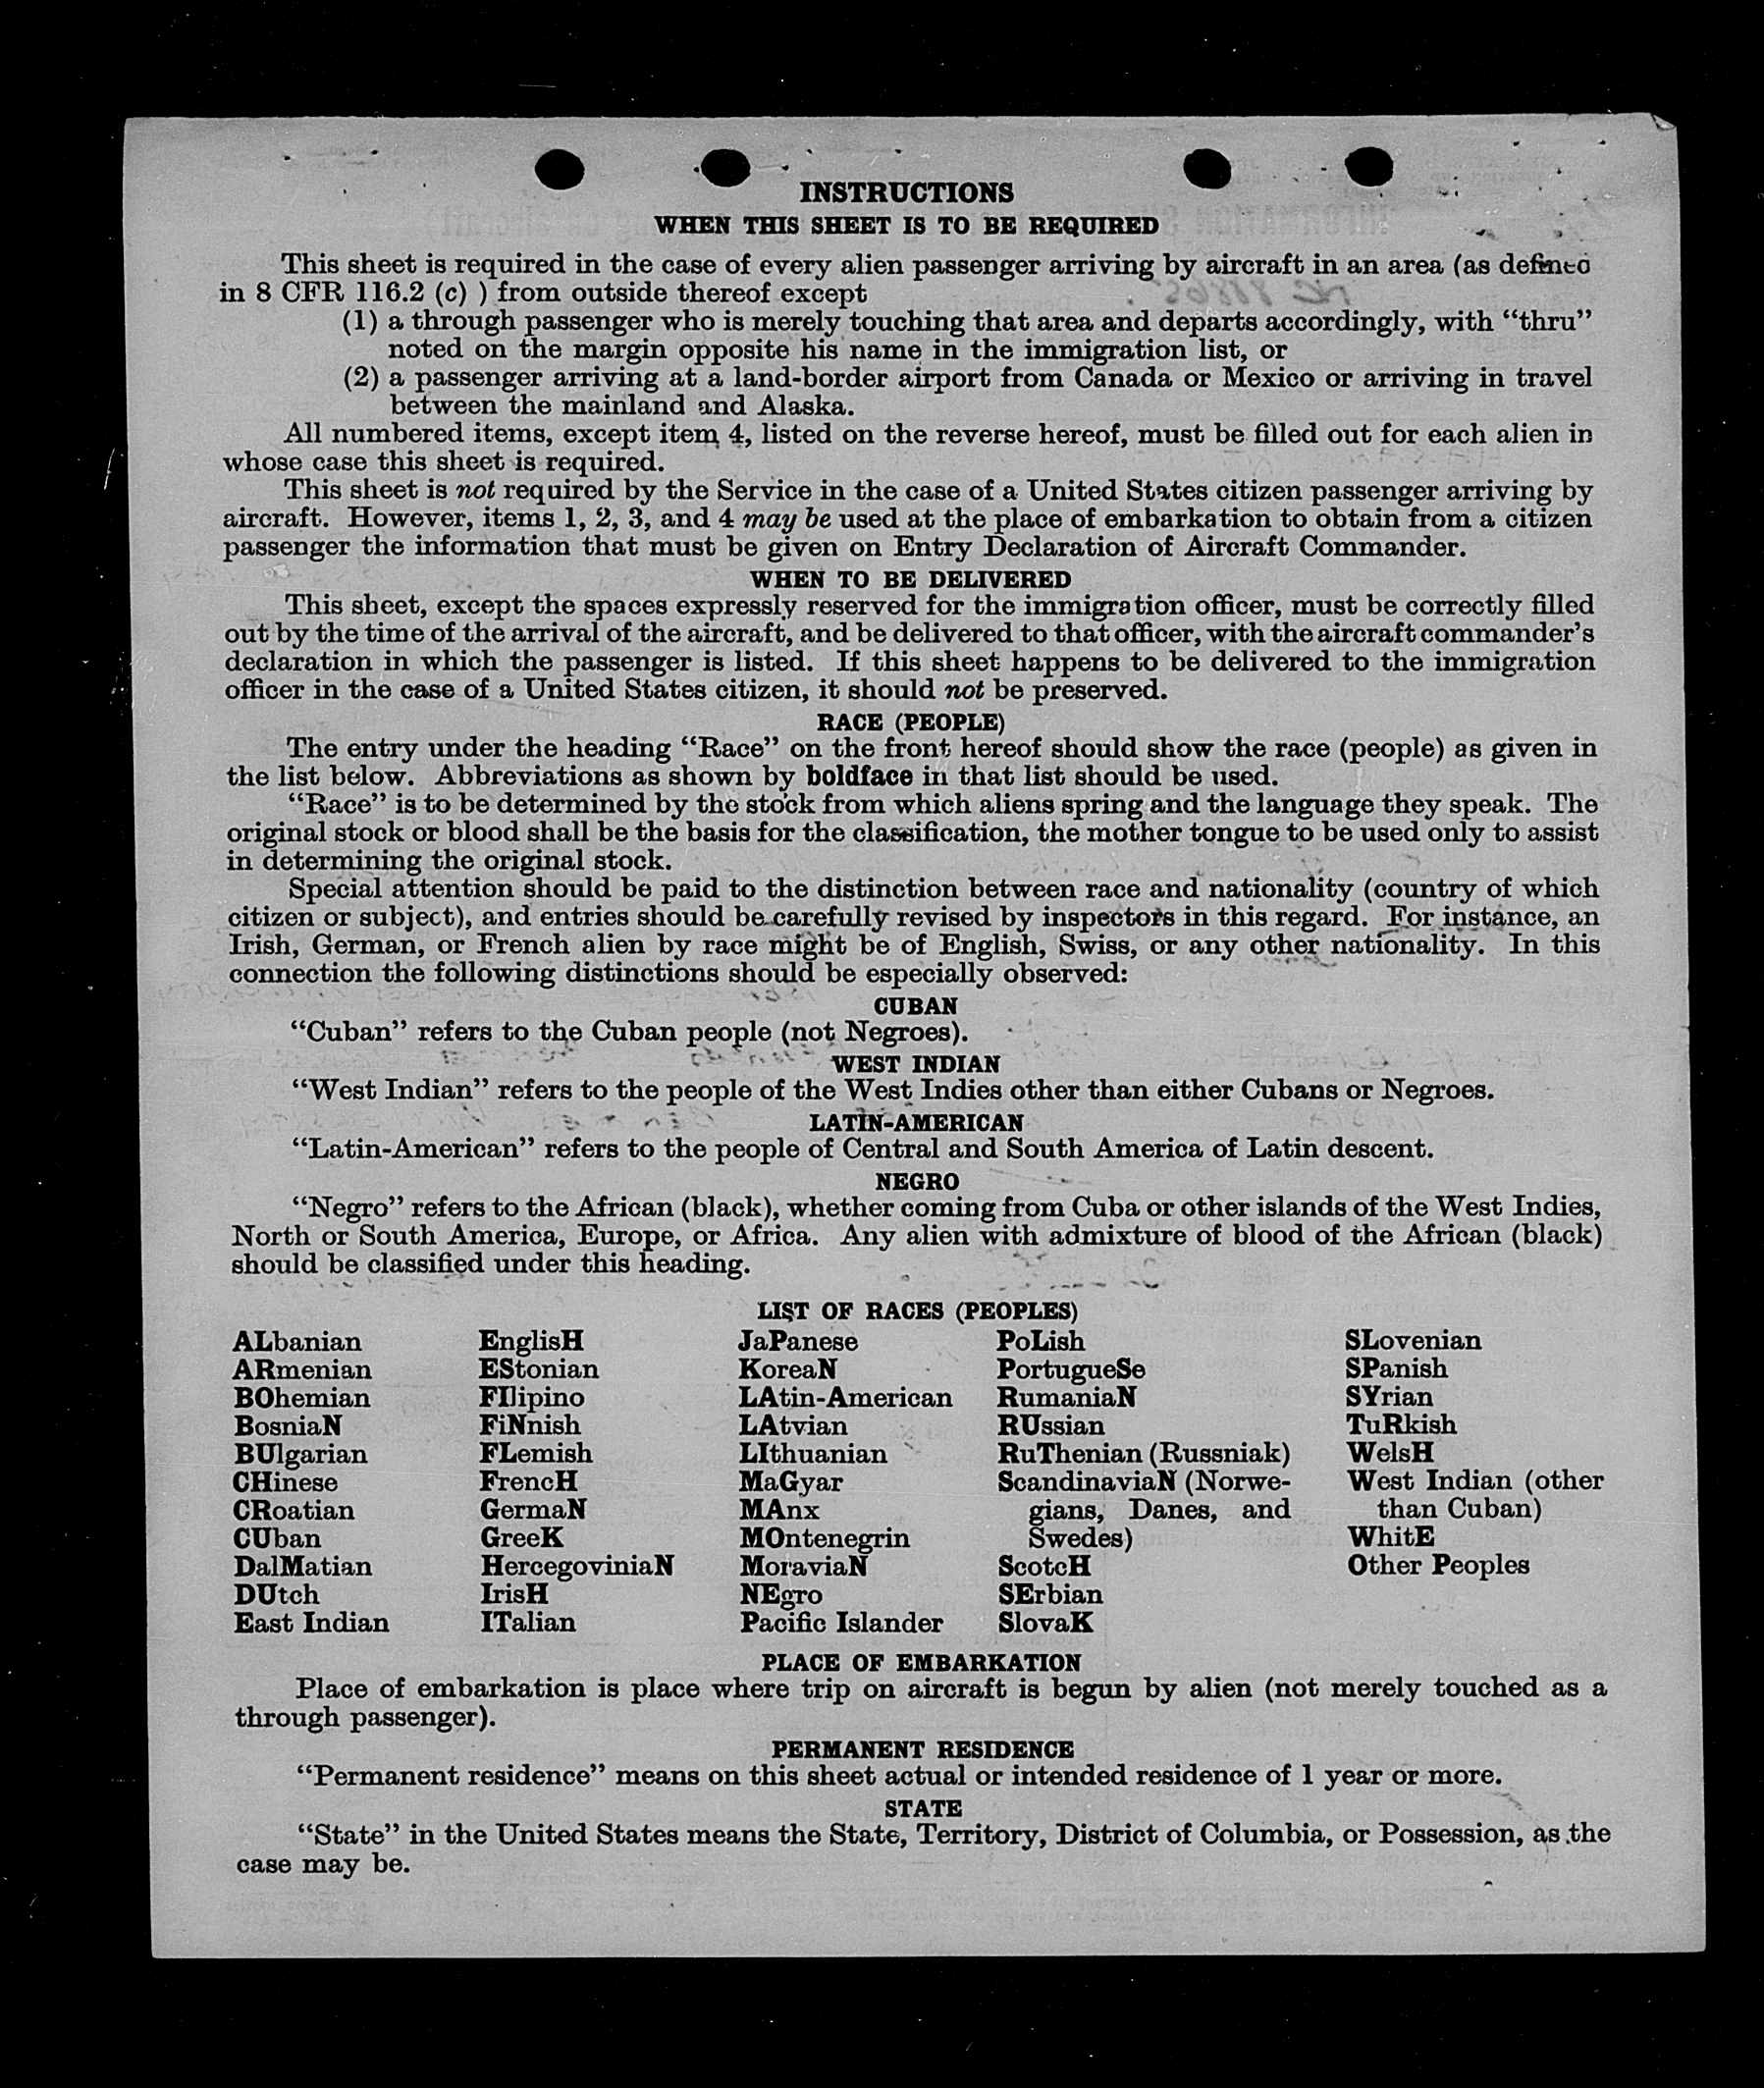 INSTRUCTIONS
WHEN THIS SHEET IS TO BE REQUIRED
This sheet is required in the case of every alien passenger arriving by aircraft in an area (as defined
in 8 CFR 116.2 (c) ) from outside thereof except
(1) a through passenger who is merely touching that area and departs accordingly, with “thru”
noted on the margin opposite his name in the immigration list, or
(2) a passenger arriving at a land-border airport from Canada or Mexico or arriving in travel
between the mainland and Alaska.
All numbered items, except item 4, listed on the reverse hereof, must be filled out for each alien in
whose case this sheet is required.
This sheet is not required by the Service in the case of a United States citizen passenger arriving by
aircraft. However, items 1, 2, 3, and 4 may be used at the place of embarkation to obtain from a citizen
passenger the information that must be given on Entry Declaration of Aircraft Commander.
WHEN TO BE DELIVERED
This sheet, except the spaces expressly reserved for the immigration officer, must be correctly filled
out by the time of the arrival of the aircraft, and be delivered to that officer, with the aircraft commander’s
declaration in which the passenger is listed. If this sheet happens to be delivered to the immigration
officer in the case of a United States citizen, it should not be preserved.
RACE (PEOPLE)
The entry under the heading “Race” on the front hereof should show the race (people) as given in
the list below. Abbreviations as shown by boldface in that list should be used.
“Race” is to be determined by the stock from which aliens spring and the language they speak. The
original stock or blood shall be the basis for the classification, the mother tongue to be used only to assist
in determining the original stock.
Special attention should be paid to the distinction between race and nationality (country of which
citizen or subject), and entries should be carefully revised by inspectors in this regard. For instance, an
Irish, German, or French alien by race might be of English, Swiss, or any other nationality. In this
connection the following distinctions should be especially observed:
CUBAN
“Cuban” refers to the Cuban people (not Negroes).
WEST INDIAN
“West Indian” refers to the people of the West Indies other than either Cubans or Negroes.
LATIN-AMERICAN
“Latin-American” refers to the people of Central and South America of Latin descent.
NEGRO
“Negro” refers to the African (black), whether coming from Cuba or other islands of the West Indies,
North or South America, Europe, or Africa. Any alien with admixture of blood of the African (black)
should be classified under this heading.
LIST OF RACES (PEOPLES)
ALbanian
ARmenian
BOhemian
BosniaN
BUlgarian
CHinese
CRoatian
CUban
DalMatian
DUtch
East Indian
EnglisH
EStonian
FIlipino
FiNnish
FLemish
FrencH
GermaN
GreeK
HercegoviniaN
IrisH
ITalian
JaPanese
KoreaN
LAtin-American
LAtvian
LIthuanian
MaGyar
MAnx
MOntenegrin
MoraviaN
NEgro
Pacific Islander
PoLish
PortugueSe
RumaniaN
RUssian
RuThenian (Russniak)
ScandinaviaN (Norwe-
gians, Danes, and
Swedes)
ScotcH
SErbian
SlovaK
SLovenian
SPanish
SYrian
TuRkish
WelsH
West Indian (other
than Cuban)
WhitE
Other Peoples
PLACE OF EMBARKATION
Place of embarkation is place where trip on aircraft is begun by alien (not merely touched as a
through passenger).
PERMANENT RESIDENCE
“Permanent residence” means on this sheet actual or intended residence of 1 year or more.
STATE
“State” in the United States means the State, Territory, District of Columbia, or Possession, as the
case may be.